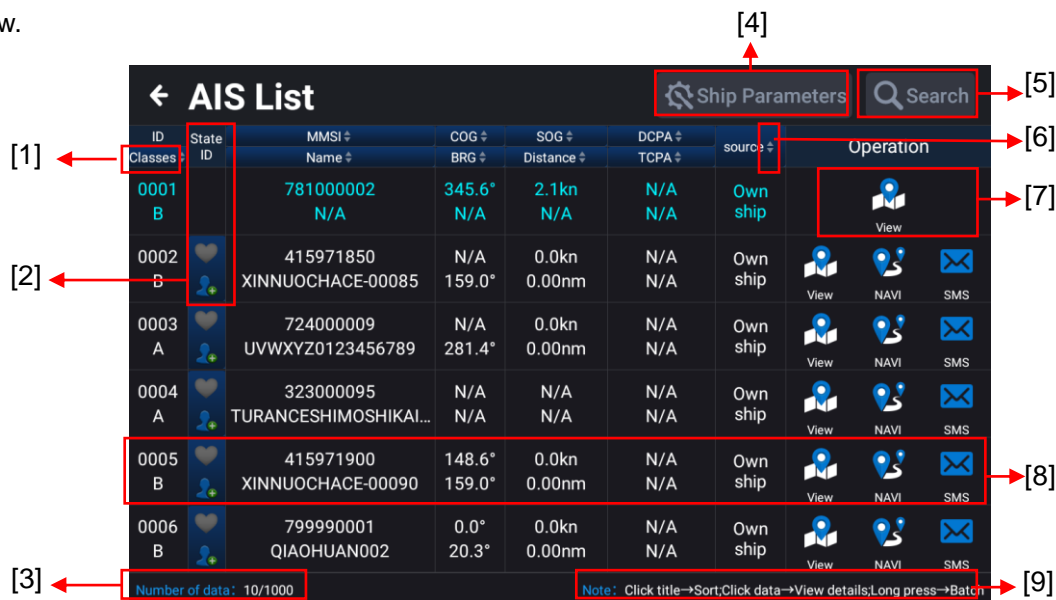 w.
[4]
← AIS List Ship Parameters Search [5]
ID State ID MMSI COG SOG DCPA source Operation [6]
[1] Classes Name BRG Distance TCPA
0001 781000002 345.6° 2.1kn N/A Own ship [7]
B N/A N/A N/A N/A View
[2]
0002 415971850 N/A 0.0kn N/A Own ship
B XINNUOCHACE-00085 159.0° 0.00nm N/A View NAVI SMS
0003 724000009 N/A 0.0kn N/A Own ship
A UVWXYZ0123456789 281.4° 0.00nm N/A View NAVI SMS
0004 323000095 N/A N/A N/A Own ship
A TURANCESHIMOSHIKAI... N/A N/A N/A View NAVI SMS
0005 415971900 148.6° 0.0kn N/A Own ship [8]
B XINNUOCHACE-00090 159.0° 0.00nm N/A View NAVI SMS
0006 799990001 0.0° 0.0kn N/A Own ship
B QIAOHUAN002 20.3° 0.00nm N/A View NAVI SMS
[3] Number of data: 10/1000 Note: Click title→Sort;Click data→View details;Long press→Batch [9]